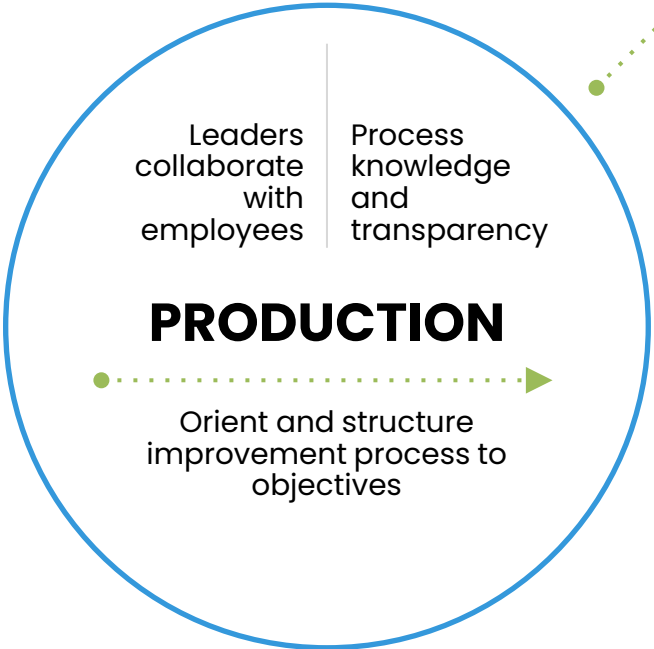 Leaders
collaborate
with
employees
Process
knowledge
and
transparency
PRODUCTION
Orient and structure
improvement process to
objectives